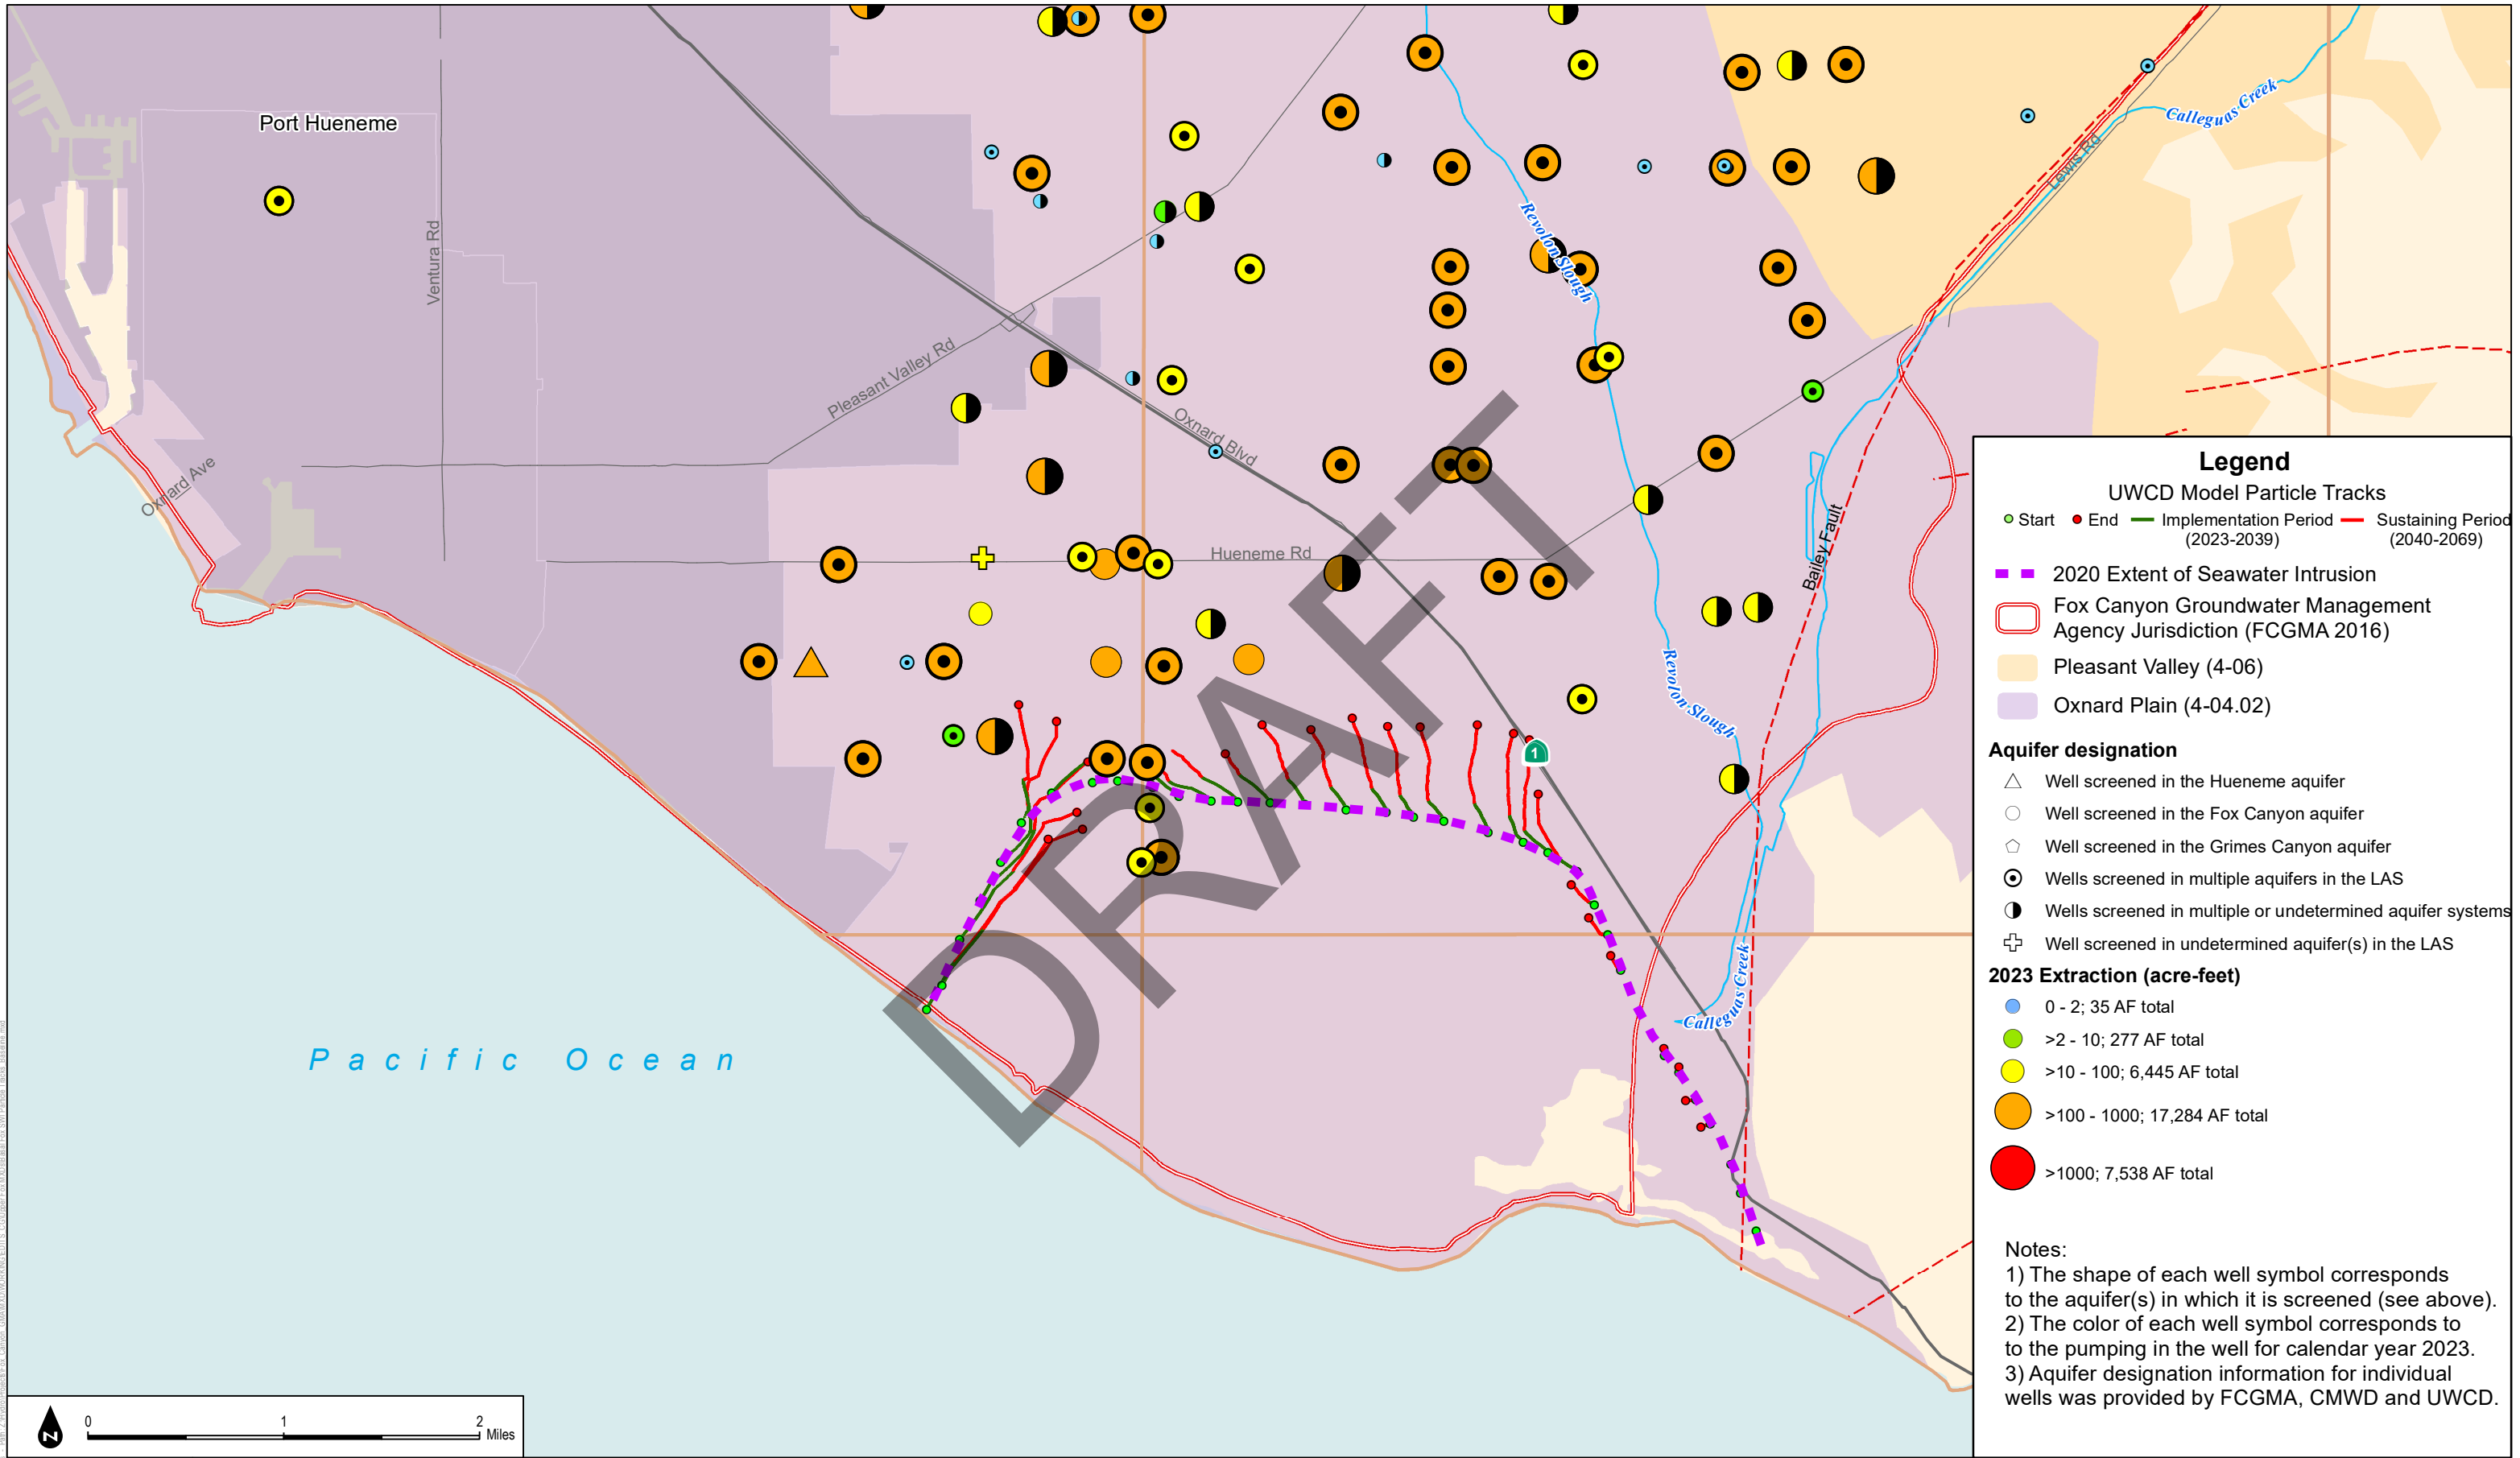 Port Hueneme
Calleguas Creek
Lewis Rd
Ventura Rd
Revolon Slough
Pleasant Valley Rd
Oxnard Blvd
Oxnard Ave
Hueneme Rd
Bailey Fault
Revolon Slough
1
Calleguas Creek
Pacific Ocean
DRAFT
Legend
UWCD Model Particle Tracks
Start End Implementation Period Sustaining Period
(2023-2039) (2040-2069)
2020 Extent of Seawater Intrusion
Fox Canyon Groundwater Management
Agency Jurisdiction (FCGMA 2016)
Pleasant Valley (4-06)
Oxnard Plain (4-04.02)
Aquifer designation
Well screened in the Hueneme aquifer
Well screened in the Fox Canyon aquifer
Well screened in the Grimes Canyon aquifer
Wells screened in multiple aquifers in the LAS
Wells screened in multiple or undetermined aquifer systems
Well screened in undetermined aquifer(s) in the LAS
2023 Extraction (acre-feet)
0 - 2; 35 AF total
>2 - 10; 277 AF total
>10 - 100; 6,445 AF total
>100 - 1000; 17,284 AF total
>1000; 7,538 AF total
Notes:
1) The shape of each well symbol corresponds
to the aquifer(s) in which it is screened (see above).
2) The color of each well symbol corresponds to
to the pumping in the well for calendar year 2023.
3) Aquifer designation information for individual
wells was provided by FCGMA, CMWD and UWCD.
N
0 1 2
Miles